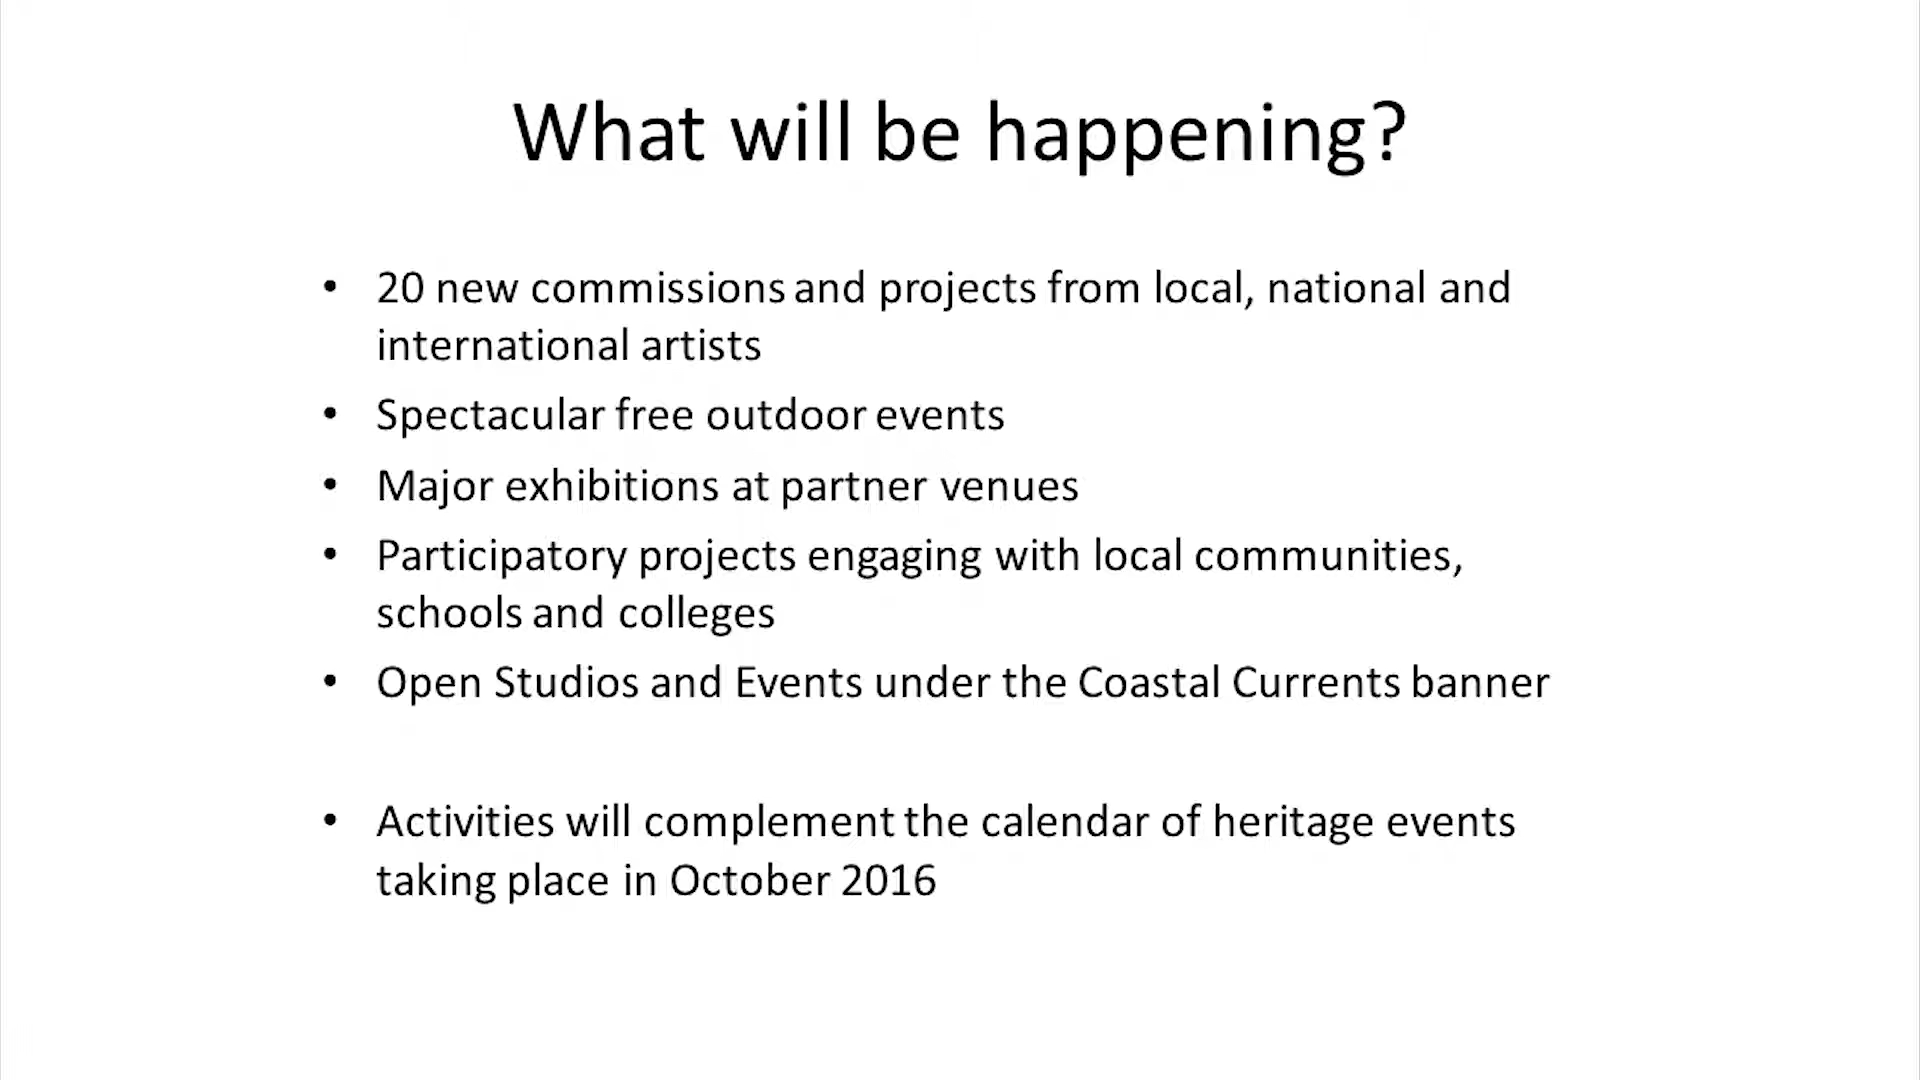 What will be happening?
• 20 new commissions and projects from local, national and
international artists
• Spectacular free outdoor events
• Major exhibitions at partner venues
• Participatory projects engaging with local communities,
schools and colleges
• Open Studios and Events under the Coastal Currents banner
• Activities will complement the calendar of heritage events
taking place in October 2016